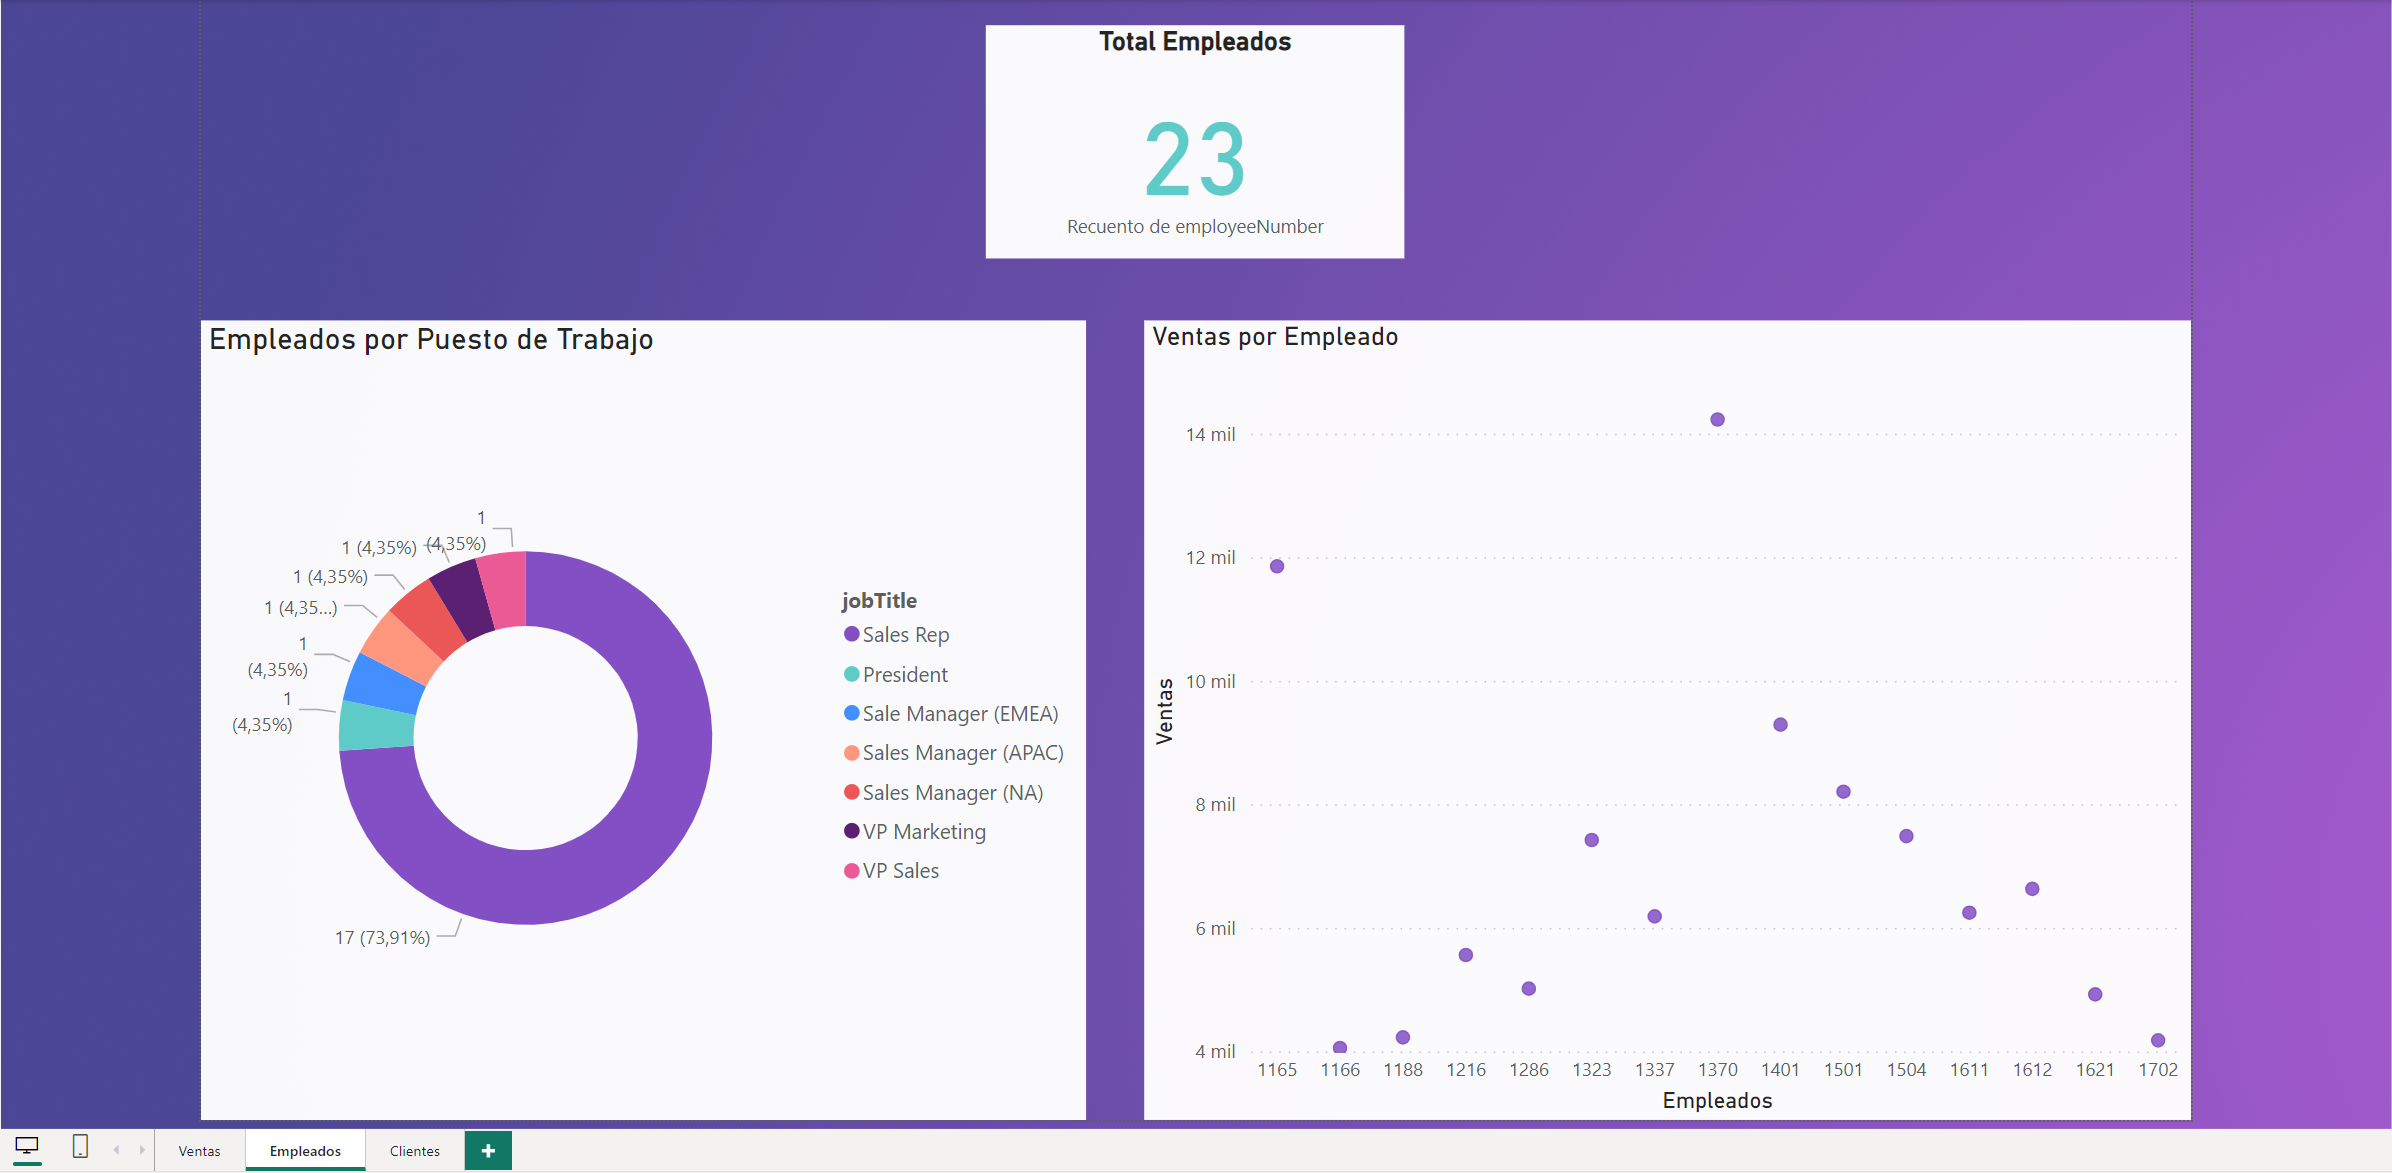 Total Empleados
23
Recuento de employeeNumber
Empleados por Puesto de Trabajo
1
(4,35%)
1 (4,35%)
1 (4,35%)
1 (4,35...)
1
(4,35%)
1
(4,35%)
17 (73,91%)
jobTitle
Sales Rep
President
Sale Manager (EMEA)
Sales Manager (APAC)
Sales Manager (NA)
VP Marketing
VP Sales
Ventas por Empleado
14 mil
12 mil
10 mil
8 mil
6 mil
4 mil
Ventas
1165 1166 1188 1216 1286 1323 1337 1370 1401 1501 1504 1611 1612 1621 1702
Empleados
Ventas Empleados Clientes